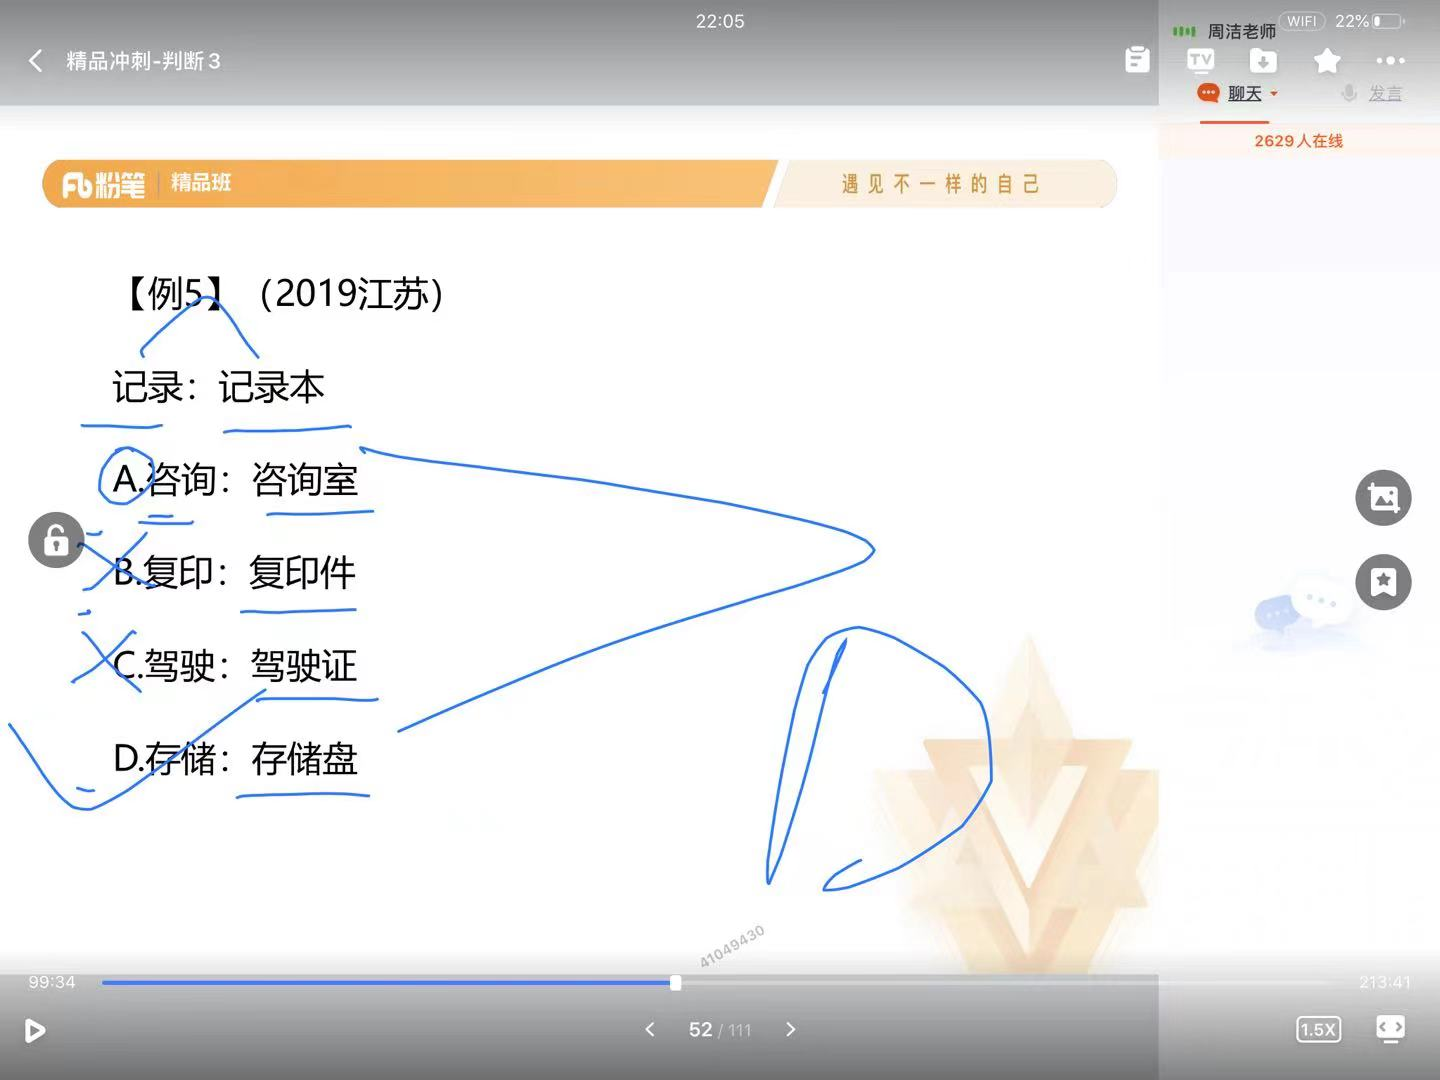 22:05
周洁老师
WIFI
22%
精品冲刺-判断3
TV
聊天
发言
2629人在线
粉笔
精品班
遇见不一样的自己
【例5】（2019江苏）
记录：记录本
A.咨询：咨询室
B.复印：复印件
C.驾驶：驾驶证
D.存储：存储盘
D
41049430
99:34
213:41
52 / 111
1.5X